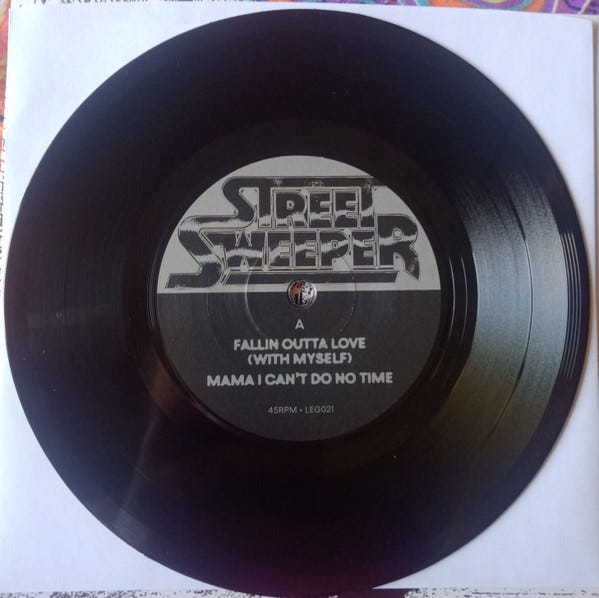 STREET
SWEEPER
A
FALLIN OUTTA LOVE
(WITH MYSELF)
MAMA I CAN'T DO NO TIME
45RPM • LEG021